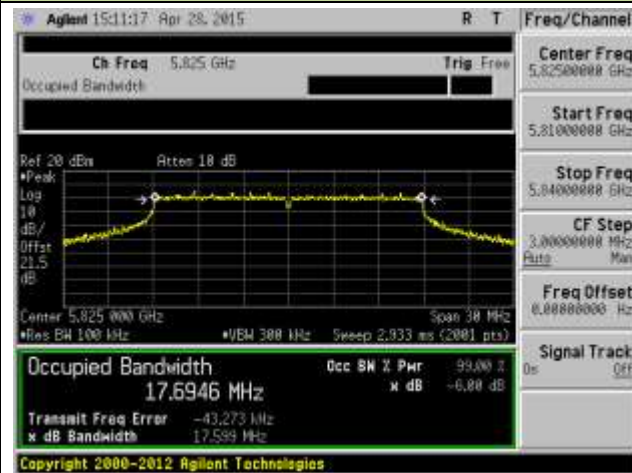 Agilent 15:11:17 Apr 28, 2015 R T
Freq/Channel
Ch Freq 5.825 GHz Trig Free
Occupied Bandwidth
Center Freq
5.82500000 GHz
Start Freq
5.81000000 GHz
Stop Freq
5.84000000 GHz
CF Step
3.00000000 MHz
Auto Man
Freq Offset
0.00000000 Hz
Signal Track
On Off
Ref 20 dBm Atten 10 dB
•Peak
Log
10
dB/
Offst
21.5
dB
Center 5.825 000 GHz Span 30 MHz
•Res BW 100 kHz •VBW 300 kHz Sweep 2.933 ms (2001 pts)
Occupied Bandwidth Occ BW % Pwr 99.00 %
17.6946 MHz x dB -6.00 dB
Transmit Freq Error -43.273 kHz
x dB Bandwidth 17.599 MHz
Copyright 2000-2012 Agilent Technologies